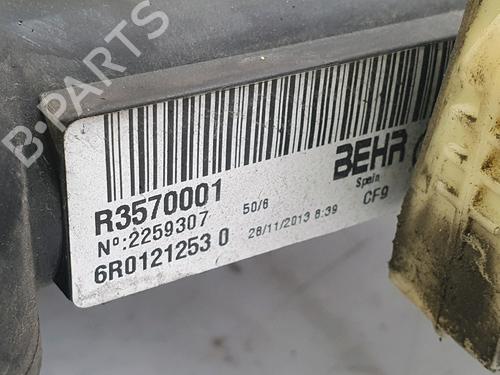 B-PARTS
BEHR
Spain
R3570001
50/6
CF9
Nº:2259307
28/11/2013 8:39
6R0121253 0